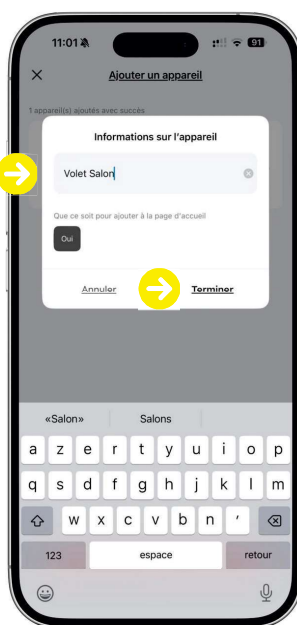 11:01
91
Ajouter un appareil
1 appareil(s) ajoutés avec succès
Informations sur l'appareil
Volet Salon
Que ce soit pour ajouter à la page d'accueil
Oui
Annuler Terminer
«Salon» Salons
a z e r t y u i o p
q s d f g h j k l m
w x c v b n '
123 espace retour